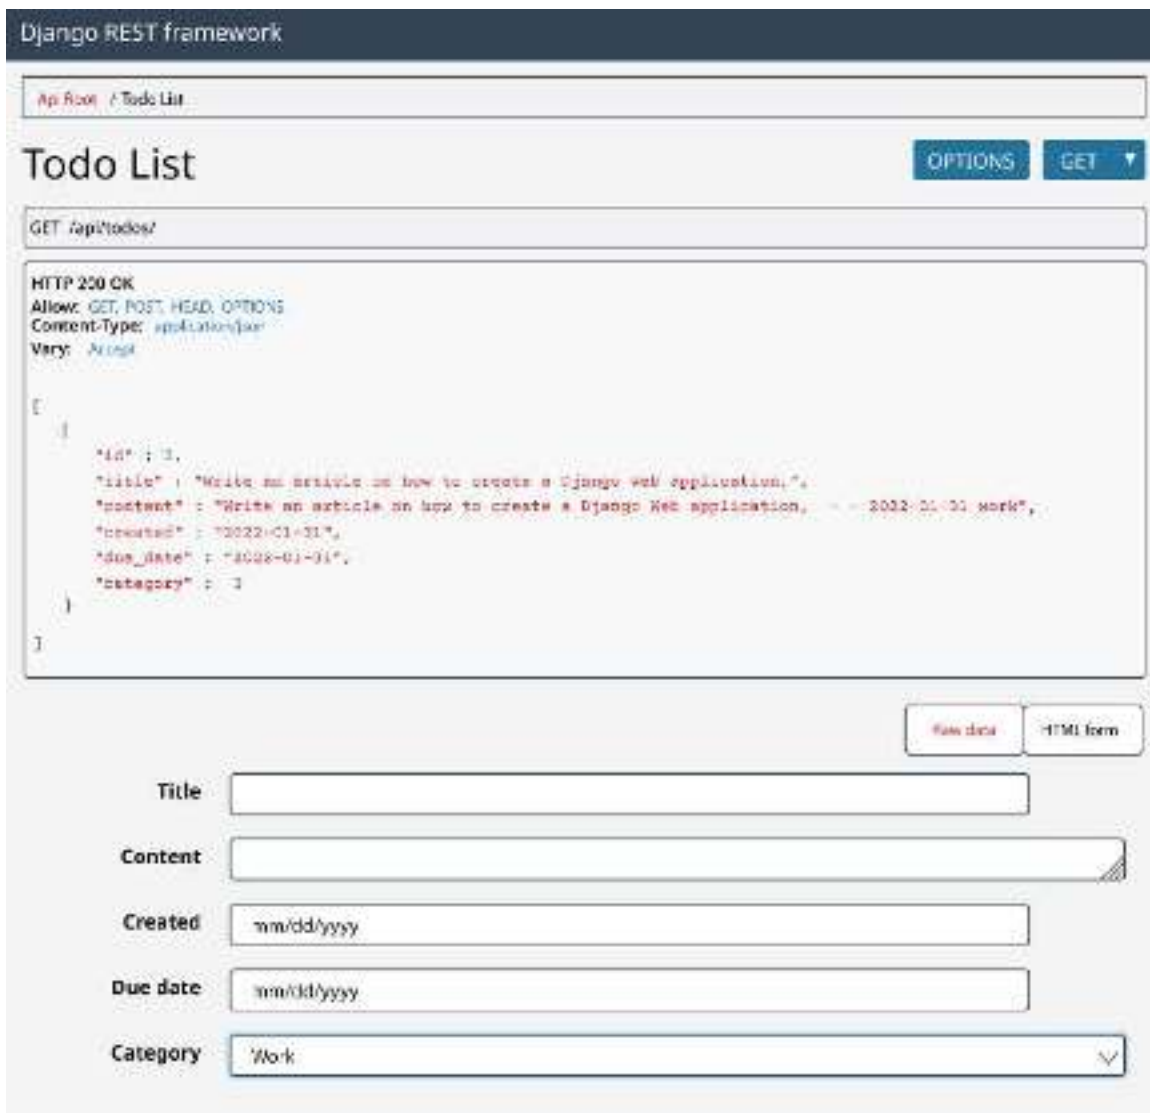 Django REST framework
Api Root / Todo List
Todo List
OPTIONS GET ▼
GET /api/todos/
HTTP 200 OK
Allow: GET, POST, HEAD, OPTIONS
Content-Type: application/json
Vary: Accept
[
{
"id" :
"title" : "Write an article on how to create a Django web application.",
"content" : "Write an article on how to create a Django Web application. - - 2022-01-31 work",
"created" : "2022-01-31",
"due_date" :
"category" :
}
]
Raw data HTML form
Title
Content
Created mm/dd/yyyy
Due date mm/dd/yyyy
Category Work